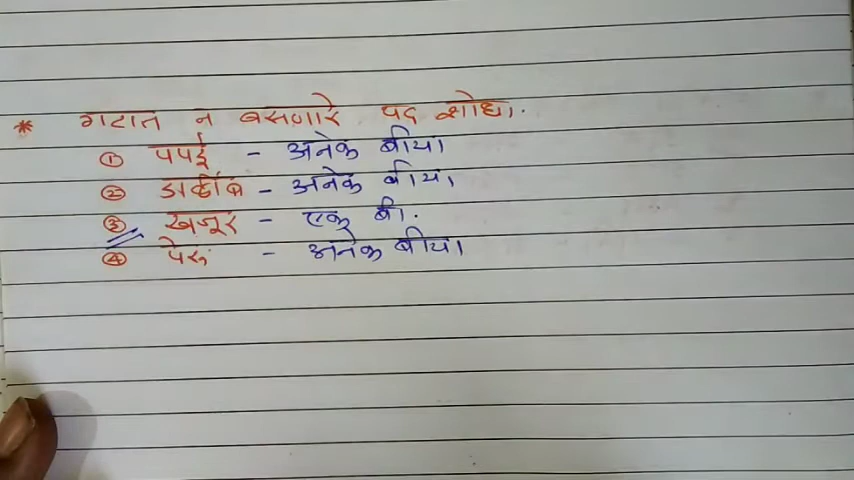 * गटात न बसणारे पद शोधा.
① पपई - अनेक बीया
② डाळींब - अनेक बीया
③ खजूर - एक बी.
④ पेरू - अनेक बीया